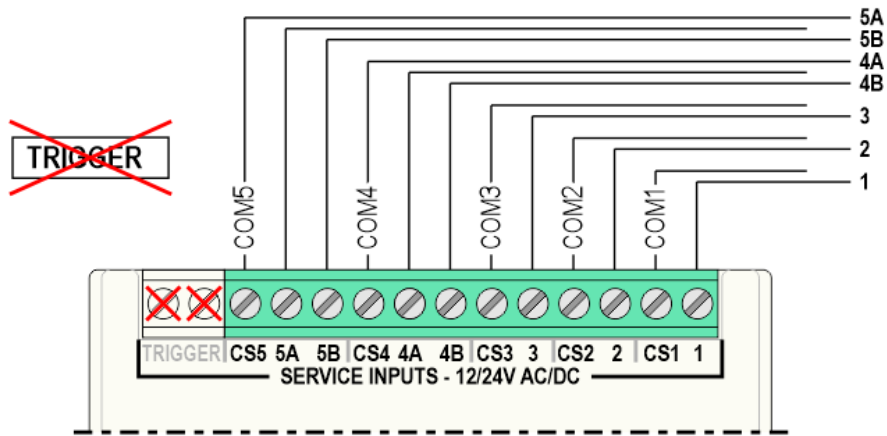 5A
5B
4A
4B
3
2
1
TRIGGER
COM5
COM4
COM3
COM2
COM1
TRIGGER CS5 5A 5B CS4 4A 4B CS3 3 CS2 2 CS1 1
SERVICE INPUTS - 12/24V AC/DC